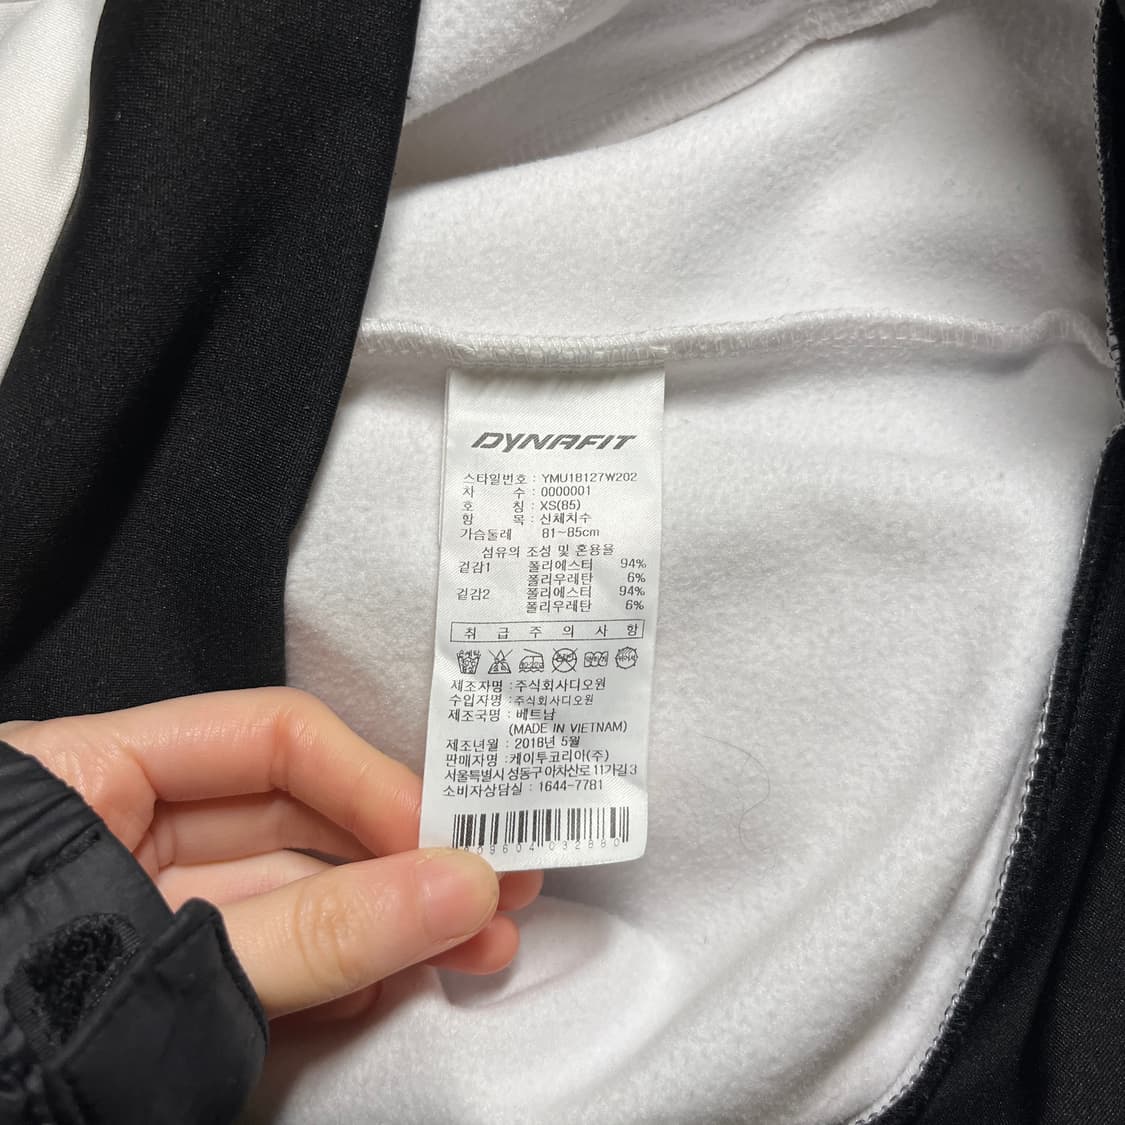 DYNAFIT
스타일번호 : YMU18127W202
차 수 : 0000001
호 칭 : XS(85)
항 목 : 신체치수
가슴둘레 81~85cm
섬유의 조성 및 혼용율
겉감1 폴리에스터 94%
폴리우레탄 6%
겉감2 폴리에스터 94%
폴리우레탄 6%
취 급 주 의 사 항
제조자명 : 주식회사디오원
수입자명 : 주식회사디오원
제조국명 : 베트남
(MADE IN VIETNAM)
제조년월 : 2018년 5월
판매자명 : 케이투코리아(주)
서울특별시 성동구 아차산로 11가길 3
소비자상담실 : 1644-7781